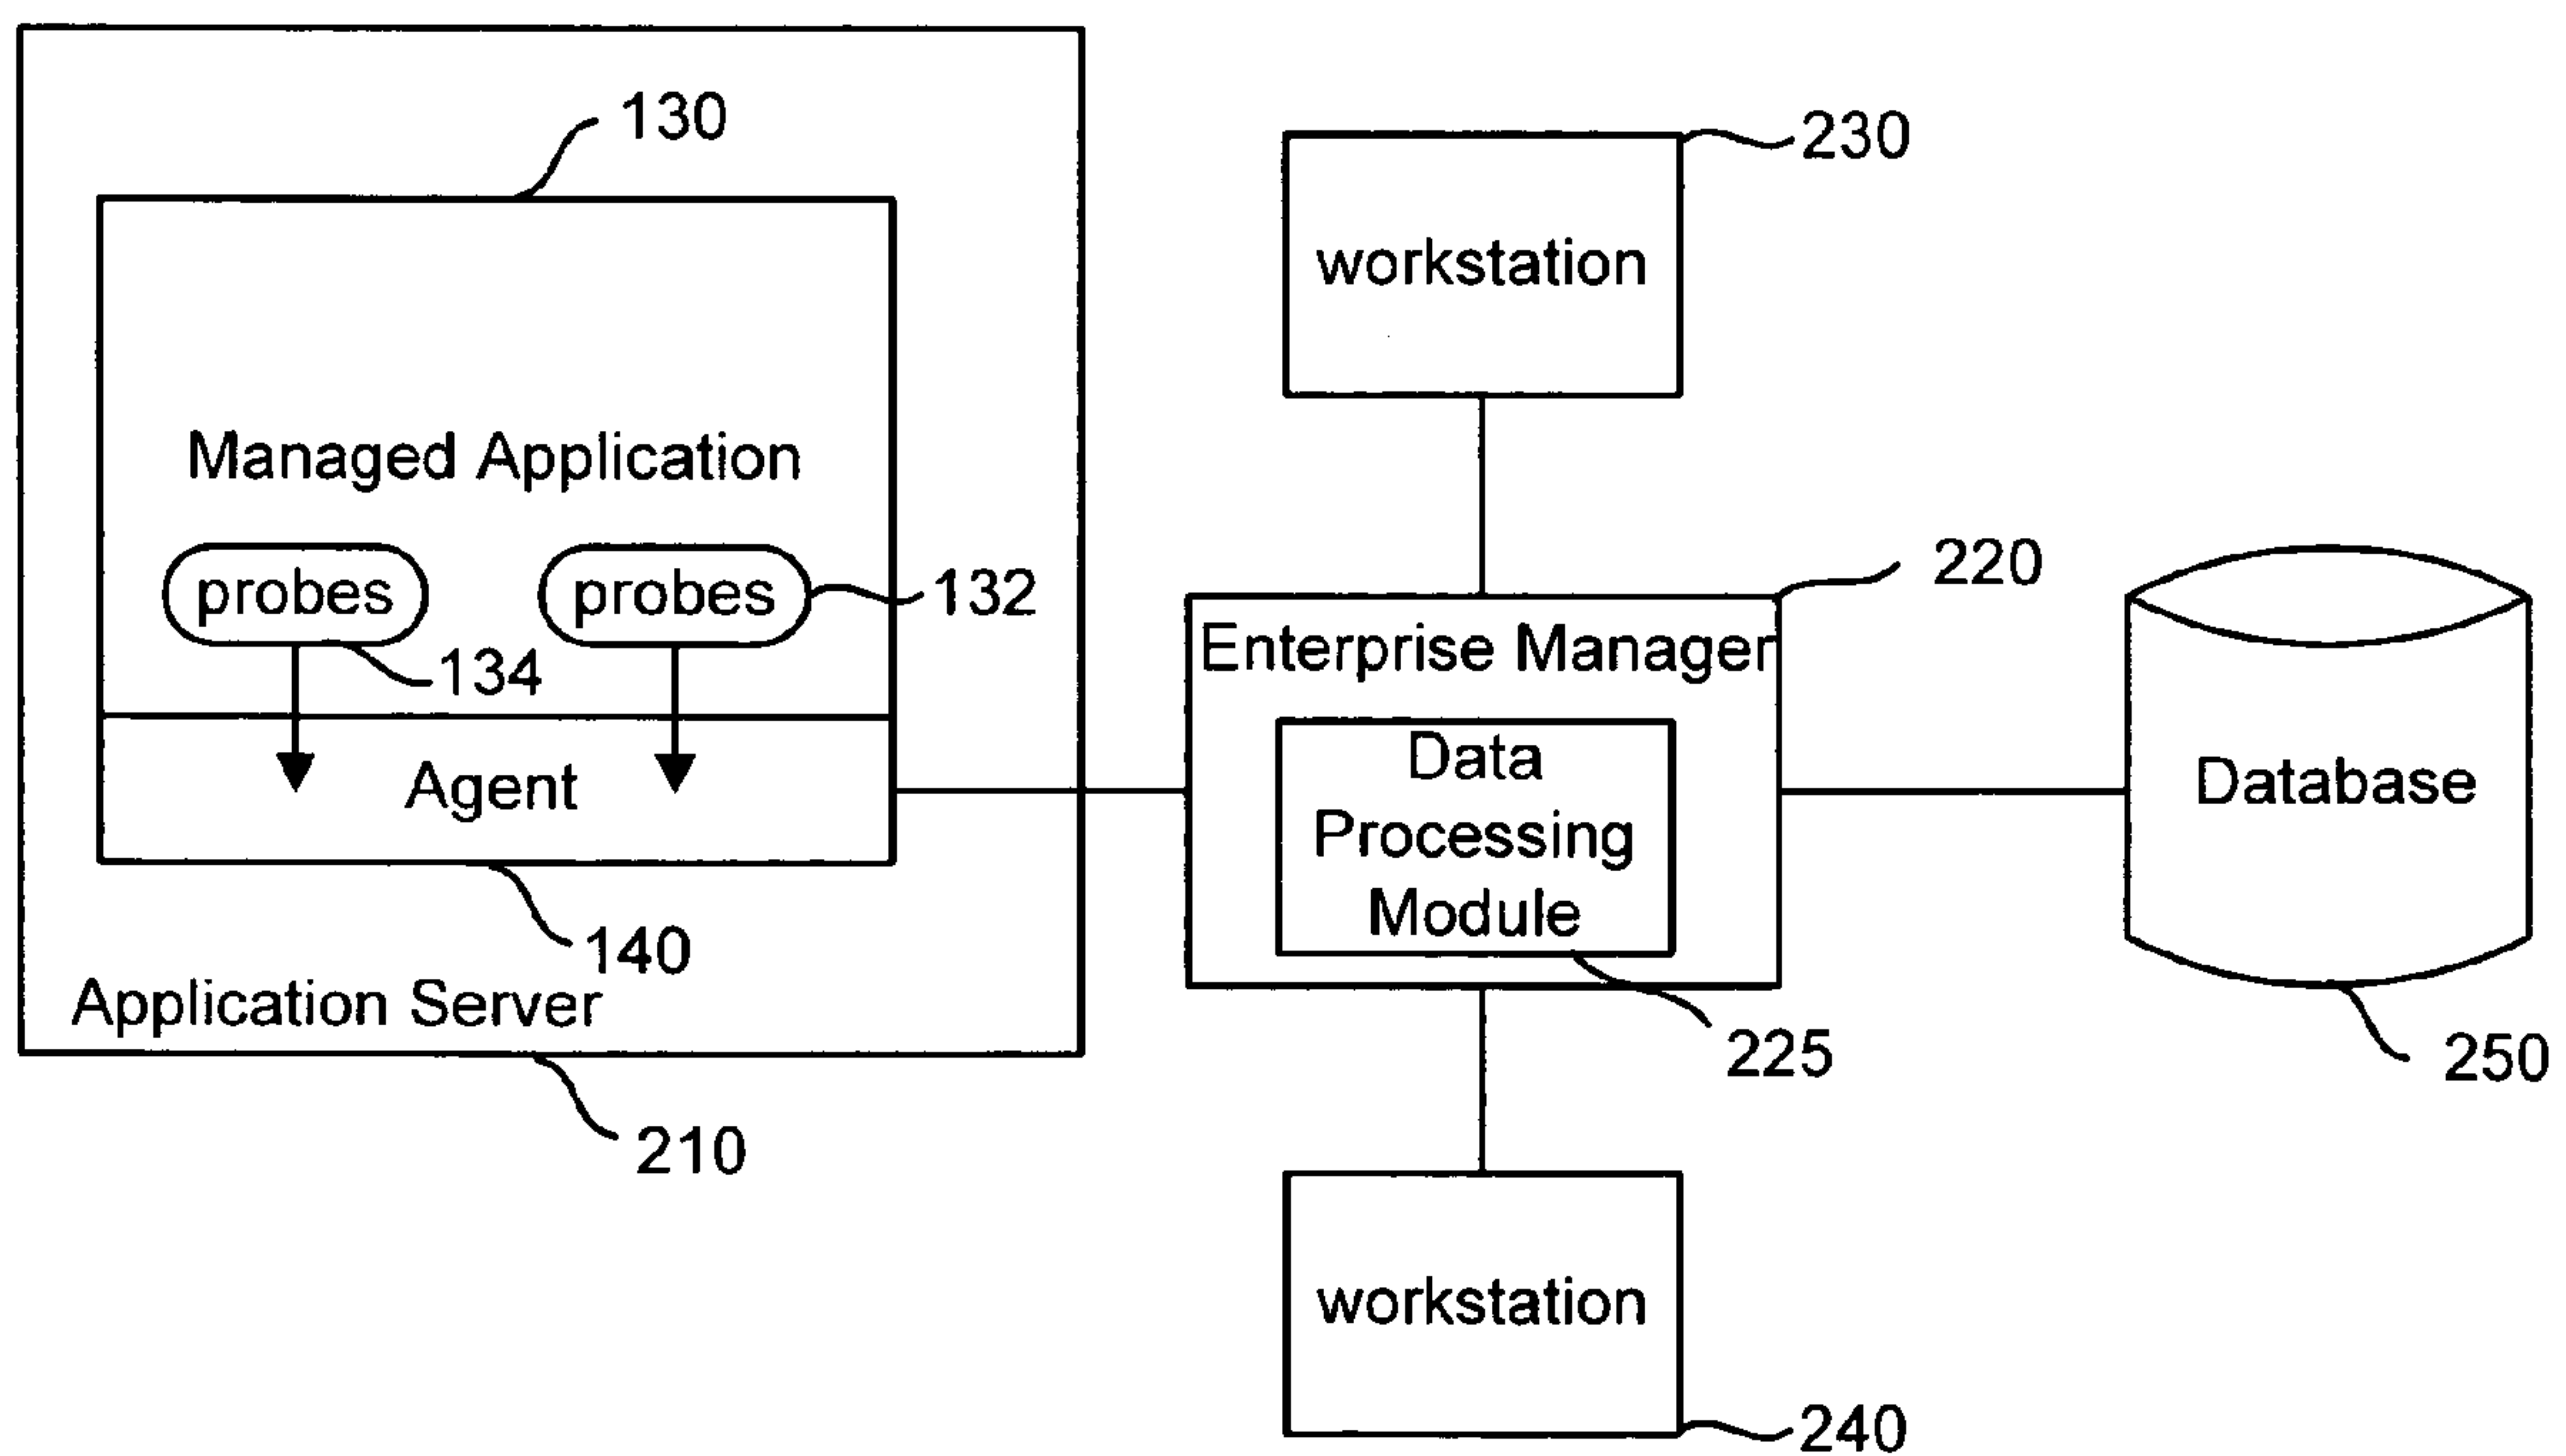 130
Managed Application
probes
probes
132
134
Agent
140
Application Server
210
230
workstation
220
Enterprise Manager
Data
Processing
Module
225
Database
250
workstation
240